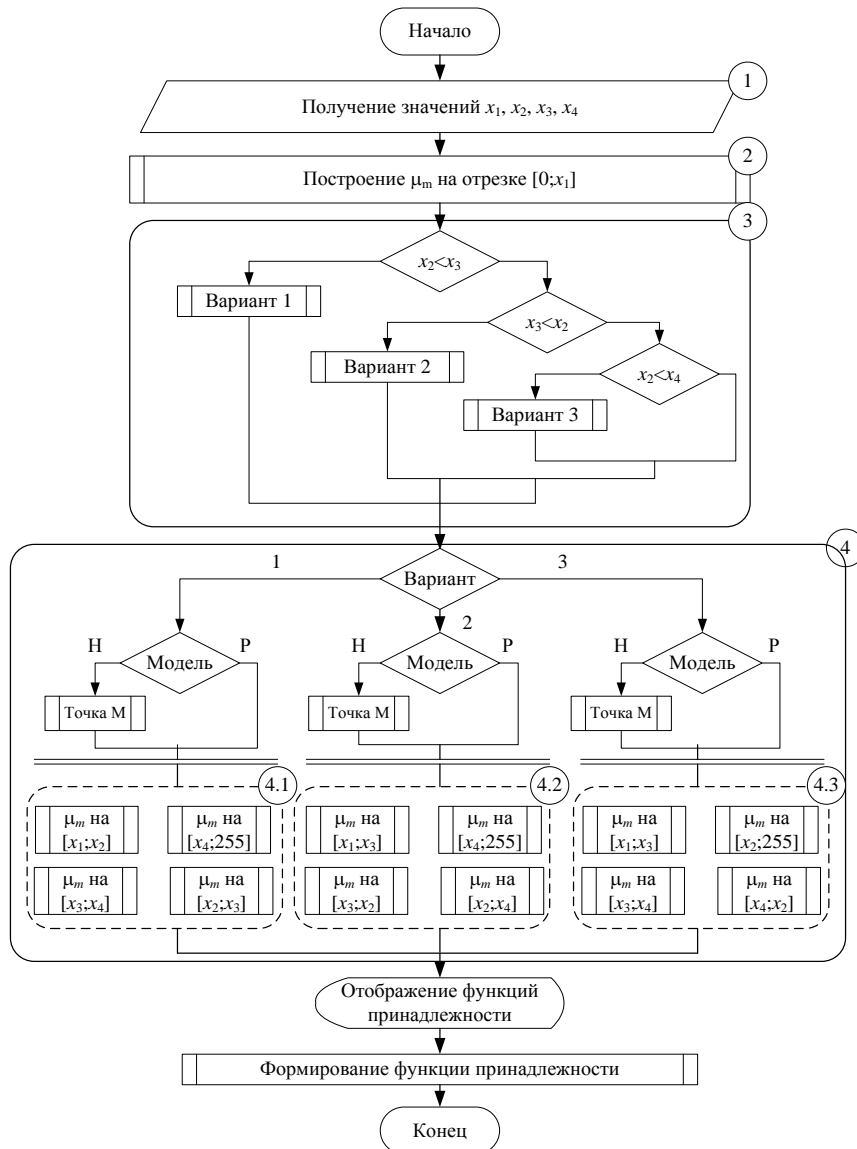 Начало
1
Получение значений x₁, x₂, x₃, x₄
2
Построение μₘ на отрезке [0;x₁]
3
x₂<x₃
Вариант 1
x₃<x₂
Вариант 2
x₂<x₄
Вариант 3
4
1
Вариант
3
2
Н
Модель
Р
Н
Модель
Р
Н
Модель
Р
Точка М
Точка М
Точка М
4.1
4.2
4.3
μₘ на
[x₁;x₂]
μₘ на
[x₄;255]
μₘ на
[x₁;x₃]
μₘ на
[x₄;255]
μₘ на
[x₁;x₃]
μₘ на
[x₂;255]
μₘ на
[x₃;x₄]
μₘ на
[x₂;x₃]
μₘ на
[x₃;x₂]
μₘ на
[x₂;x₄]
μₘ на
[x₃;x₄]
μₘ на
[x₄;x₂]
Отображение функций
принадлежности
Формирование функции принадлежности
Конец